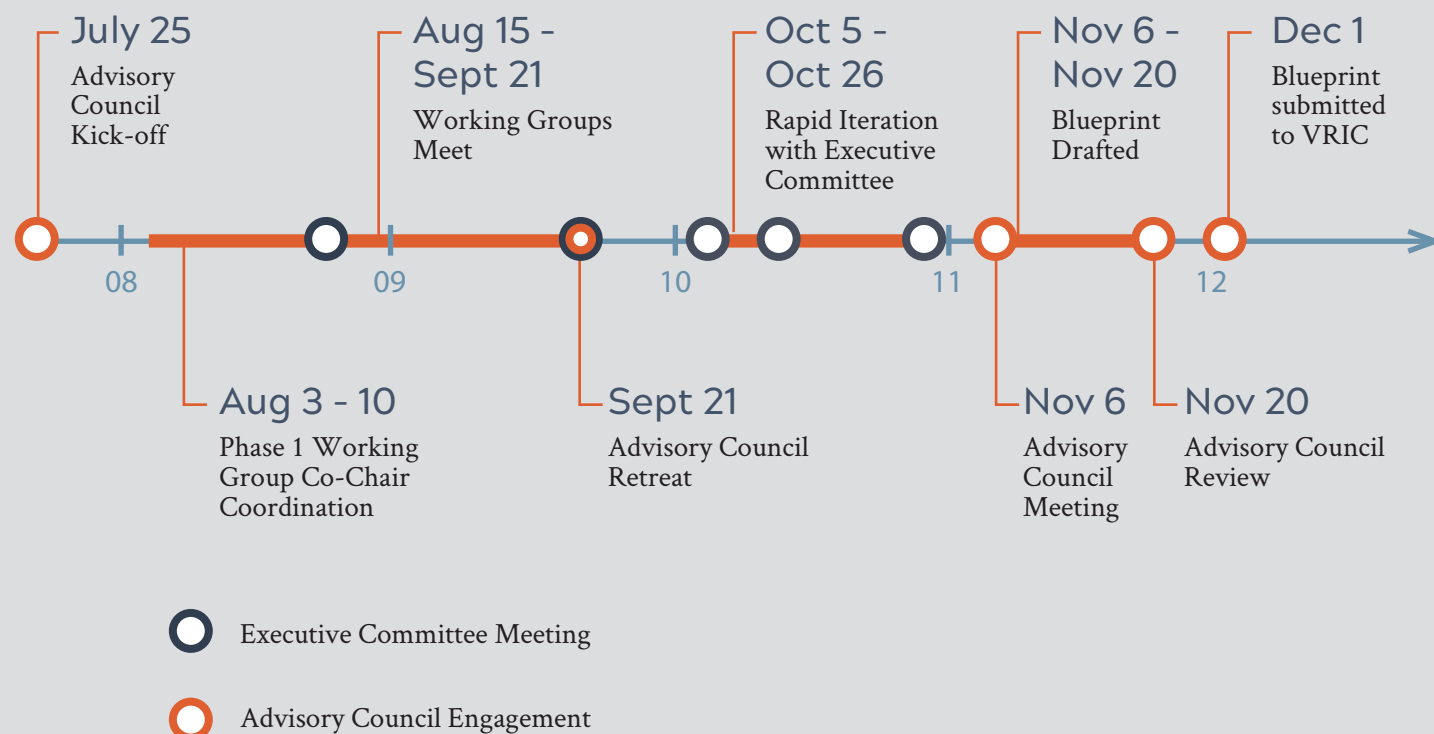 July 25
Advisory
Council
Kick-off
Aug 15 -
Sept 21
Working Groups
Meet
Oct 5 -
Oct 26
Rapid Iteration
with Executive
Committee
Nov 6 -
Nov 20
Blueprint
Drafted
Dec 1
Blueprint
submitted
to VRIC
08
09
10
11
12
Aug 3 - 10
Phase 1 Working
Group Co-Chair
Coordination
Sept 21
Advisory Council
Retreat
Nov 6
Advisory
Council
Meeting
Nov 20
Advisory Council
Review
Executive Committee Meeting
Advisory Council Engagement